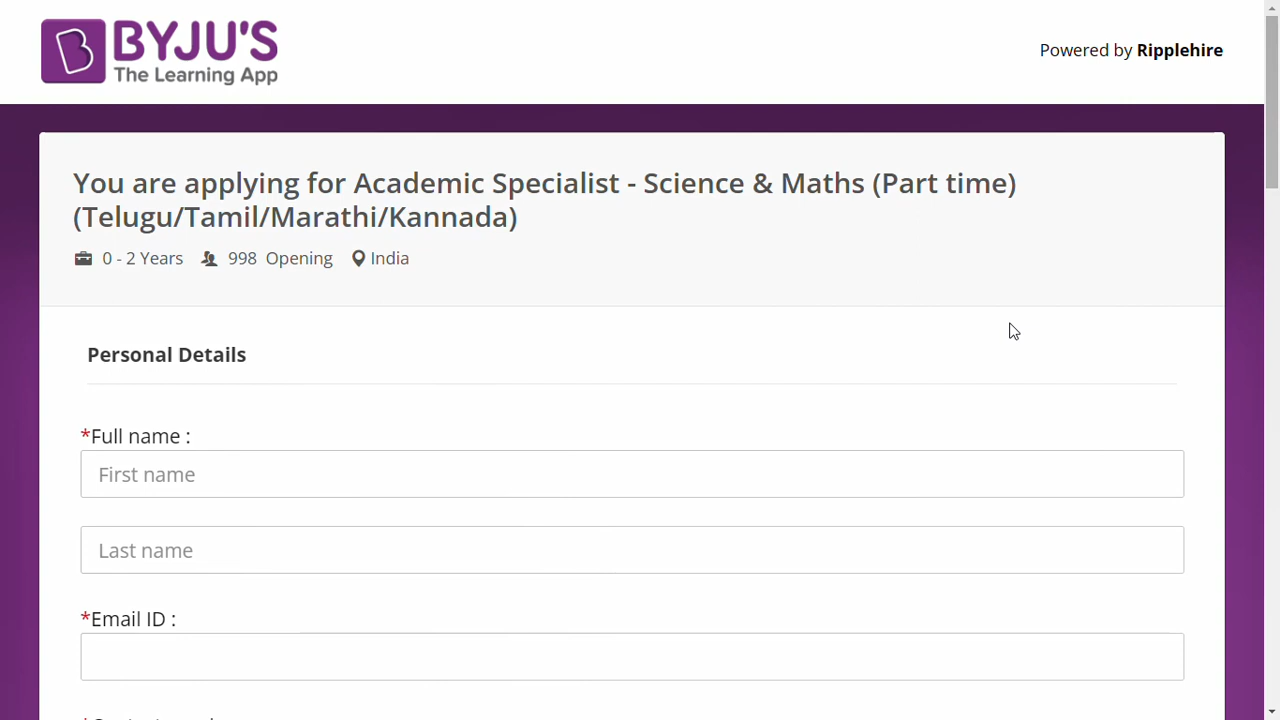 BYJU'S
The Learning App
Powered by Ripplehire
You are applying for Academic Specialist - Science & Maths (Part time)
(Telugu/Tamil/Marathi/Kannada)
0 - 2 Years 998 Opening India
Personal Details
*Full name :
First name
Last name
*Email ID :